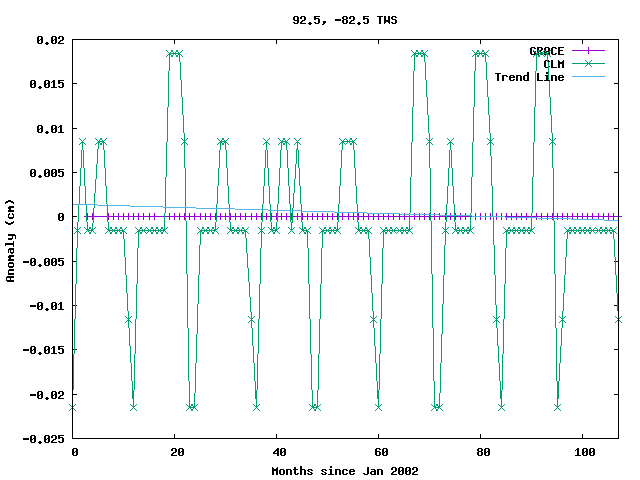 92.5, -82.5 TWS
GRACE
CLM
Trend Line
0.02
0.015
0.01
0.005
0
-0.005
-0.01
-0.015
-0.02
-0.025
Anomaly (cm)
0 20 40 60 80 100
Months since Jan 2002